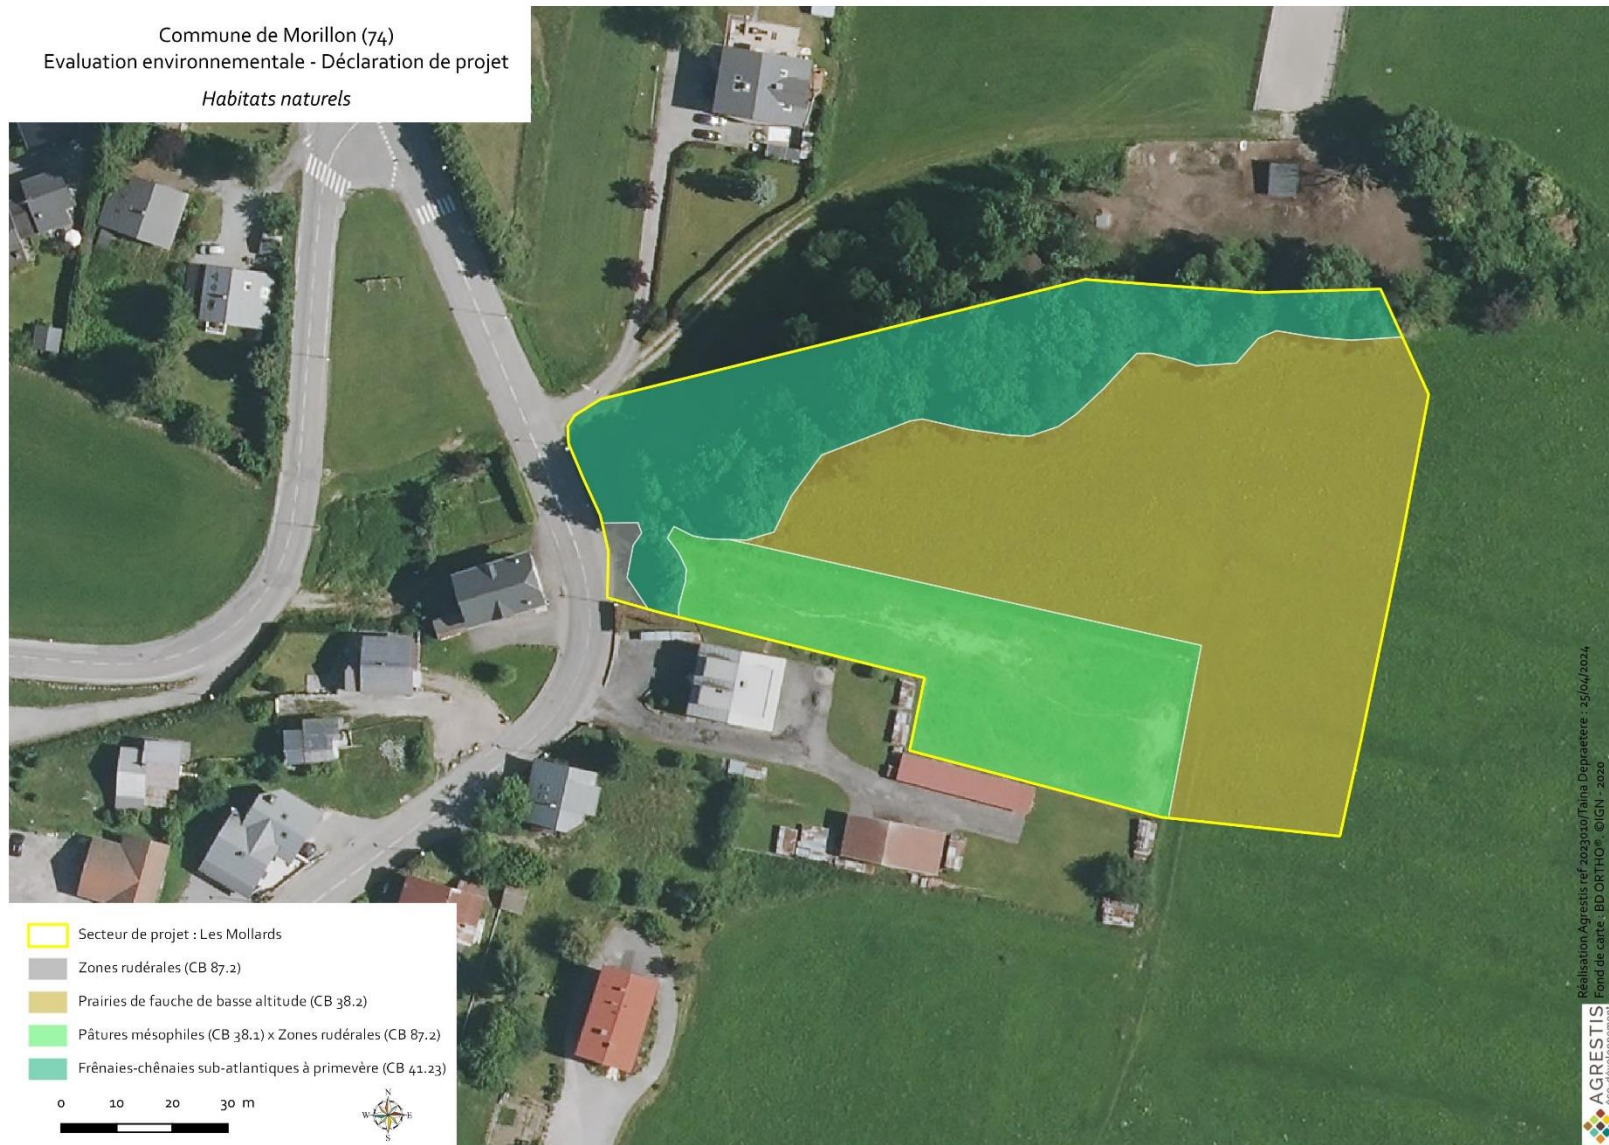 Commune de Morillon (74)
Evaluation environnementale - Déclaration de projet
Habitats naturels
Secteur de projet : Les Mollards
Zones rudérales (CB 87.2)
Prairies de fauche de basse altitude (CB 38.2)
Pâtures mésophiles (CB 38.1) x Zones rudérales (CB 87.2)
Frênaies-chênaies sub-atlantiques à primevère (CB 41.23)
0 10 20 30 m
N
W E
S
Réalisation Agrestis ref 2023010/Taïna Depraetere : 25/04/2024
Fond de carte : BD ORTHO® ©IGN - 2020
AGRESTIS